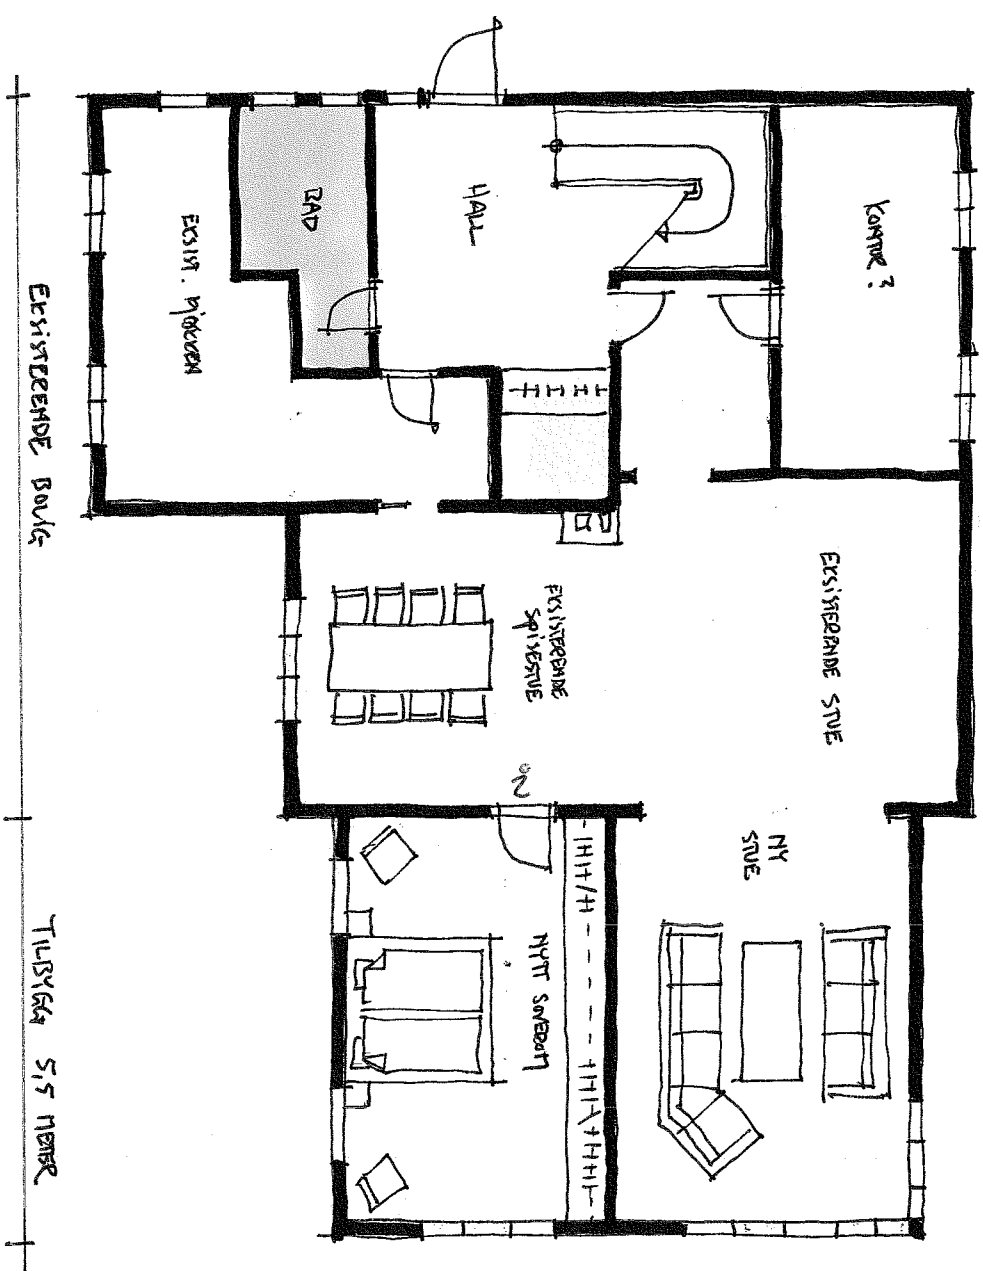 BAD
HALL
KONTOR ?
EKSIST. KJØKKEN
EKSISTERENDE BOLIG
EKSISTERENDE
SPISESTUE
EKSISTERENDE STUE
NY
STUE
NYTT SOVEROM
TILBYGG 5,5 METER